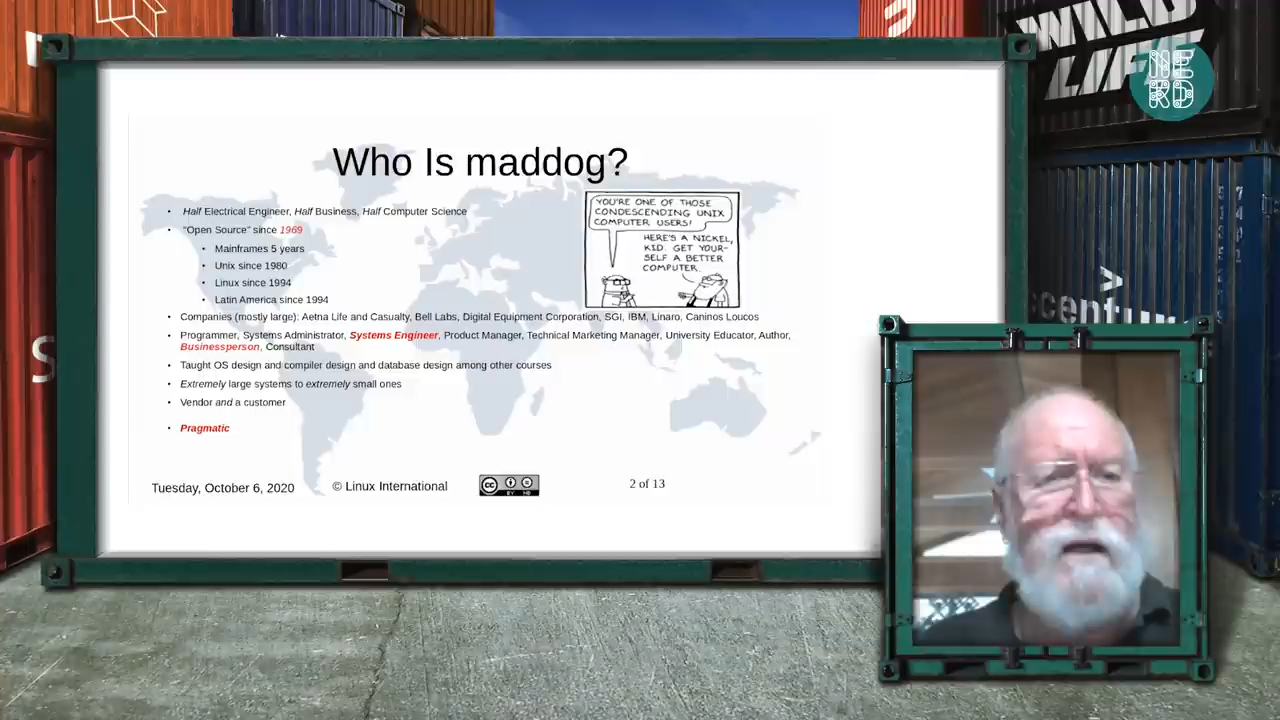 WILD
LIFE
NE
RD
Who Is maddog?
• Half Electrical Engineer, Half Business, Half Computer Science
• "Open Source" since 1969
• Mainframes 5 years
• Unix since 1980
• Linux since 1994
• Latin America since 1994
YOU'RE ONE OF THOSE
CONDESCENDING UNIX
COMPUTER USERS!
HERE'S A NICKEL,
KID. GET YOUR-
SELF A BETTER
COMPUTER.
• Companies (mostly large): Aetna Life and Casualty, Bell Labs, Digital Equipment Corporation, SGI, IBM, Linaro, Caninos Loucos
• Programmer, Systems Administrator, Systems Engineer, Product Manager, Technical Marketing Manager, University Educator, Author,
Businessperson, Consultant
• Taught OS design and compiler design and database design among other courses
• Extremely large systems to extremely small ones
• Vendor and a customer
• Pragmatic
Tuesday, October 6, 2020 © Linux International CC BY 2 of 13